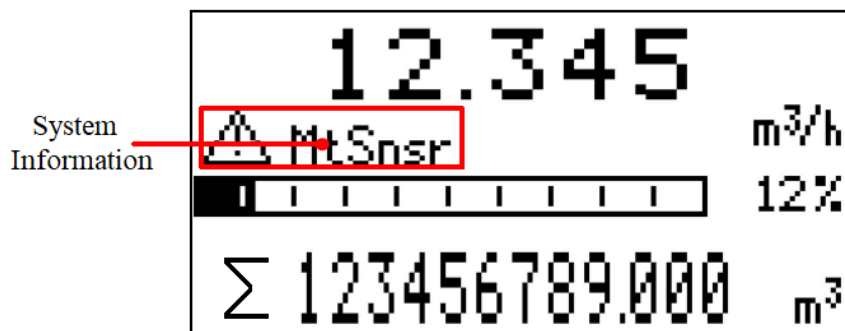 12.345
m³/h
System
Information
MtSnsr
12%
Σ 123456789.000 m³